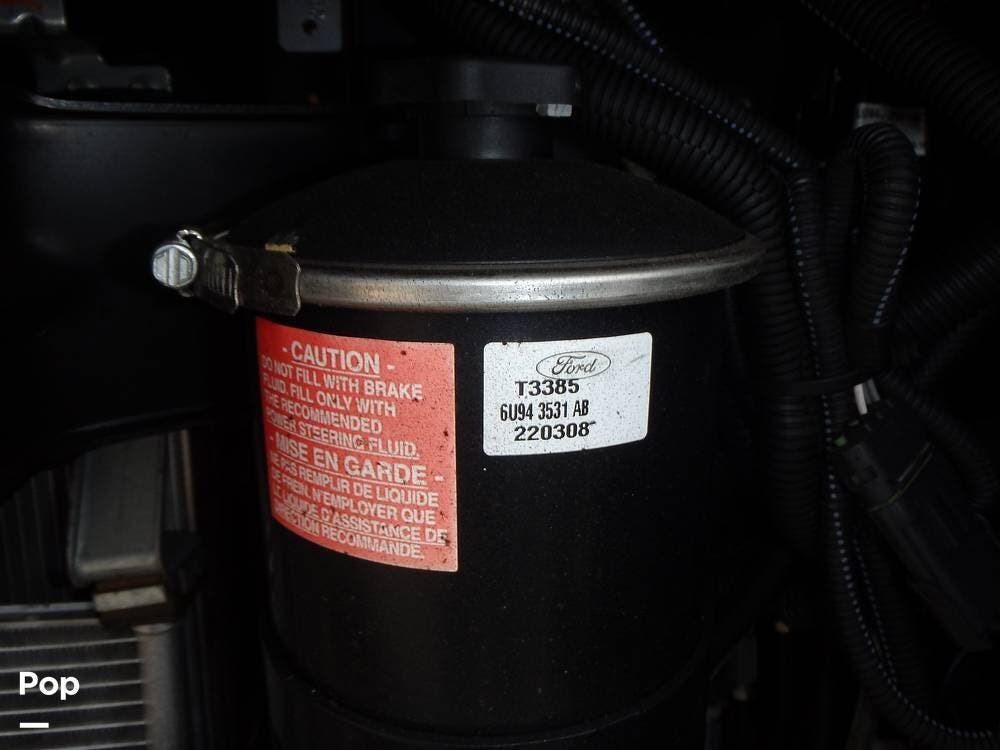 - CAUTION -
DO NOT FILL WITH BRAKE
FLUID. FILL ONLY WITH
THE RECOMMENDED
POWER STEERING FLUID.
- MISE EN GARDE -
NE PAS REMPLIR DE LIQUIDE
DE FREIN. N'EMPLOYER QUE
LE LIQUIDE D'ASSISTANCE DE
DIRECTION RECOMMANDE.
Ford
T3385
6U94 3531 AB
220308
Pop